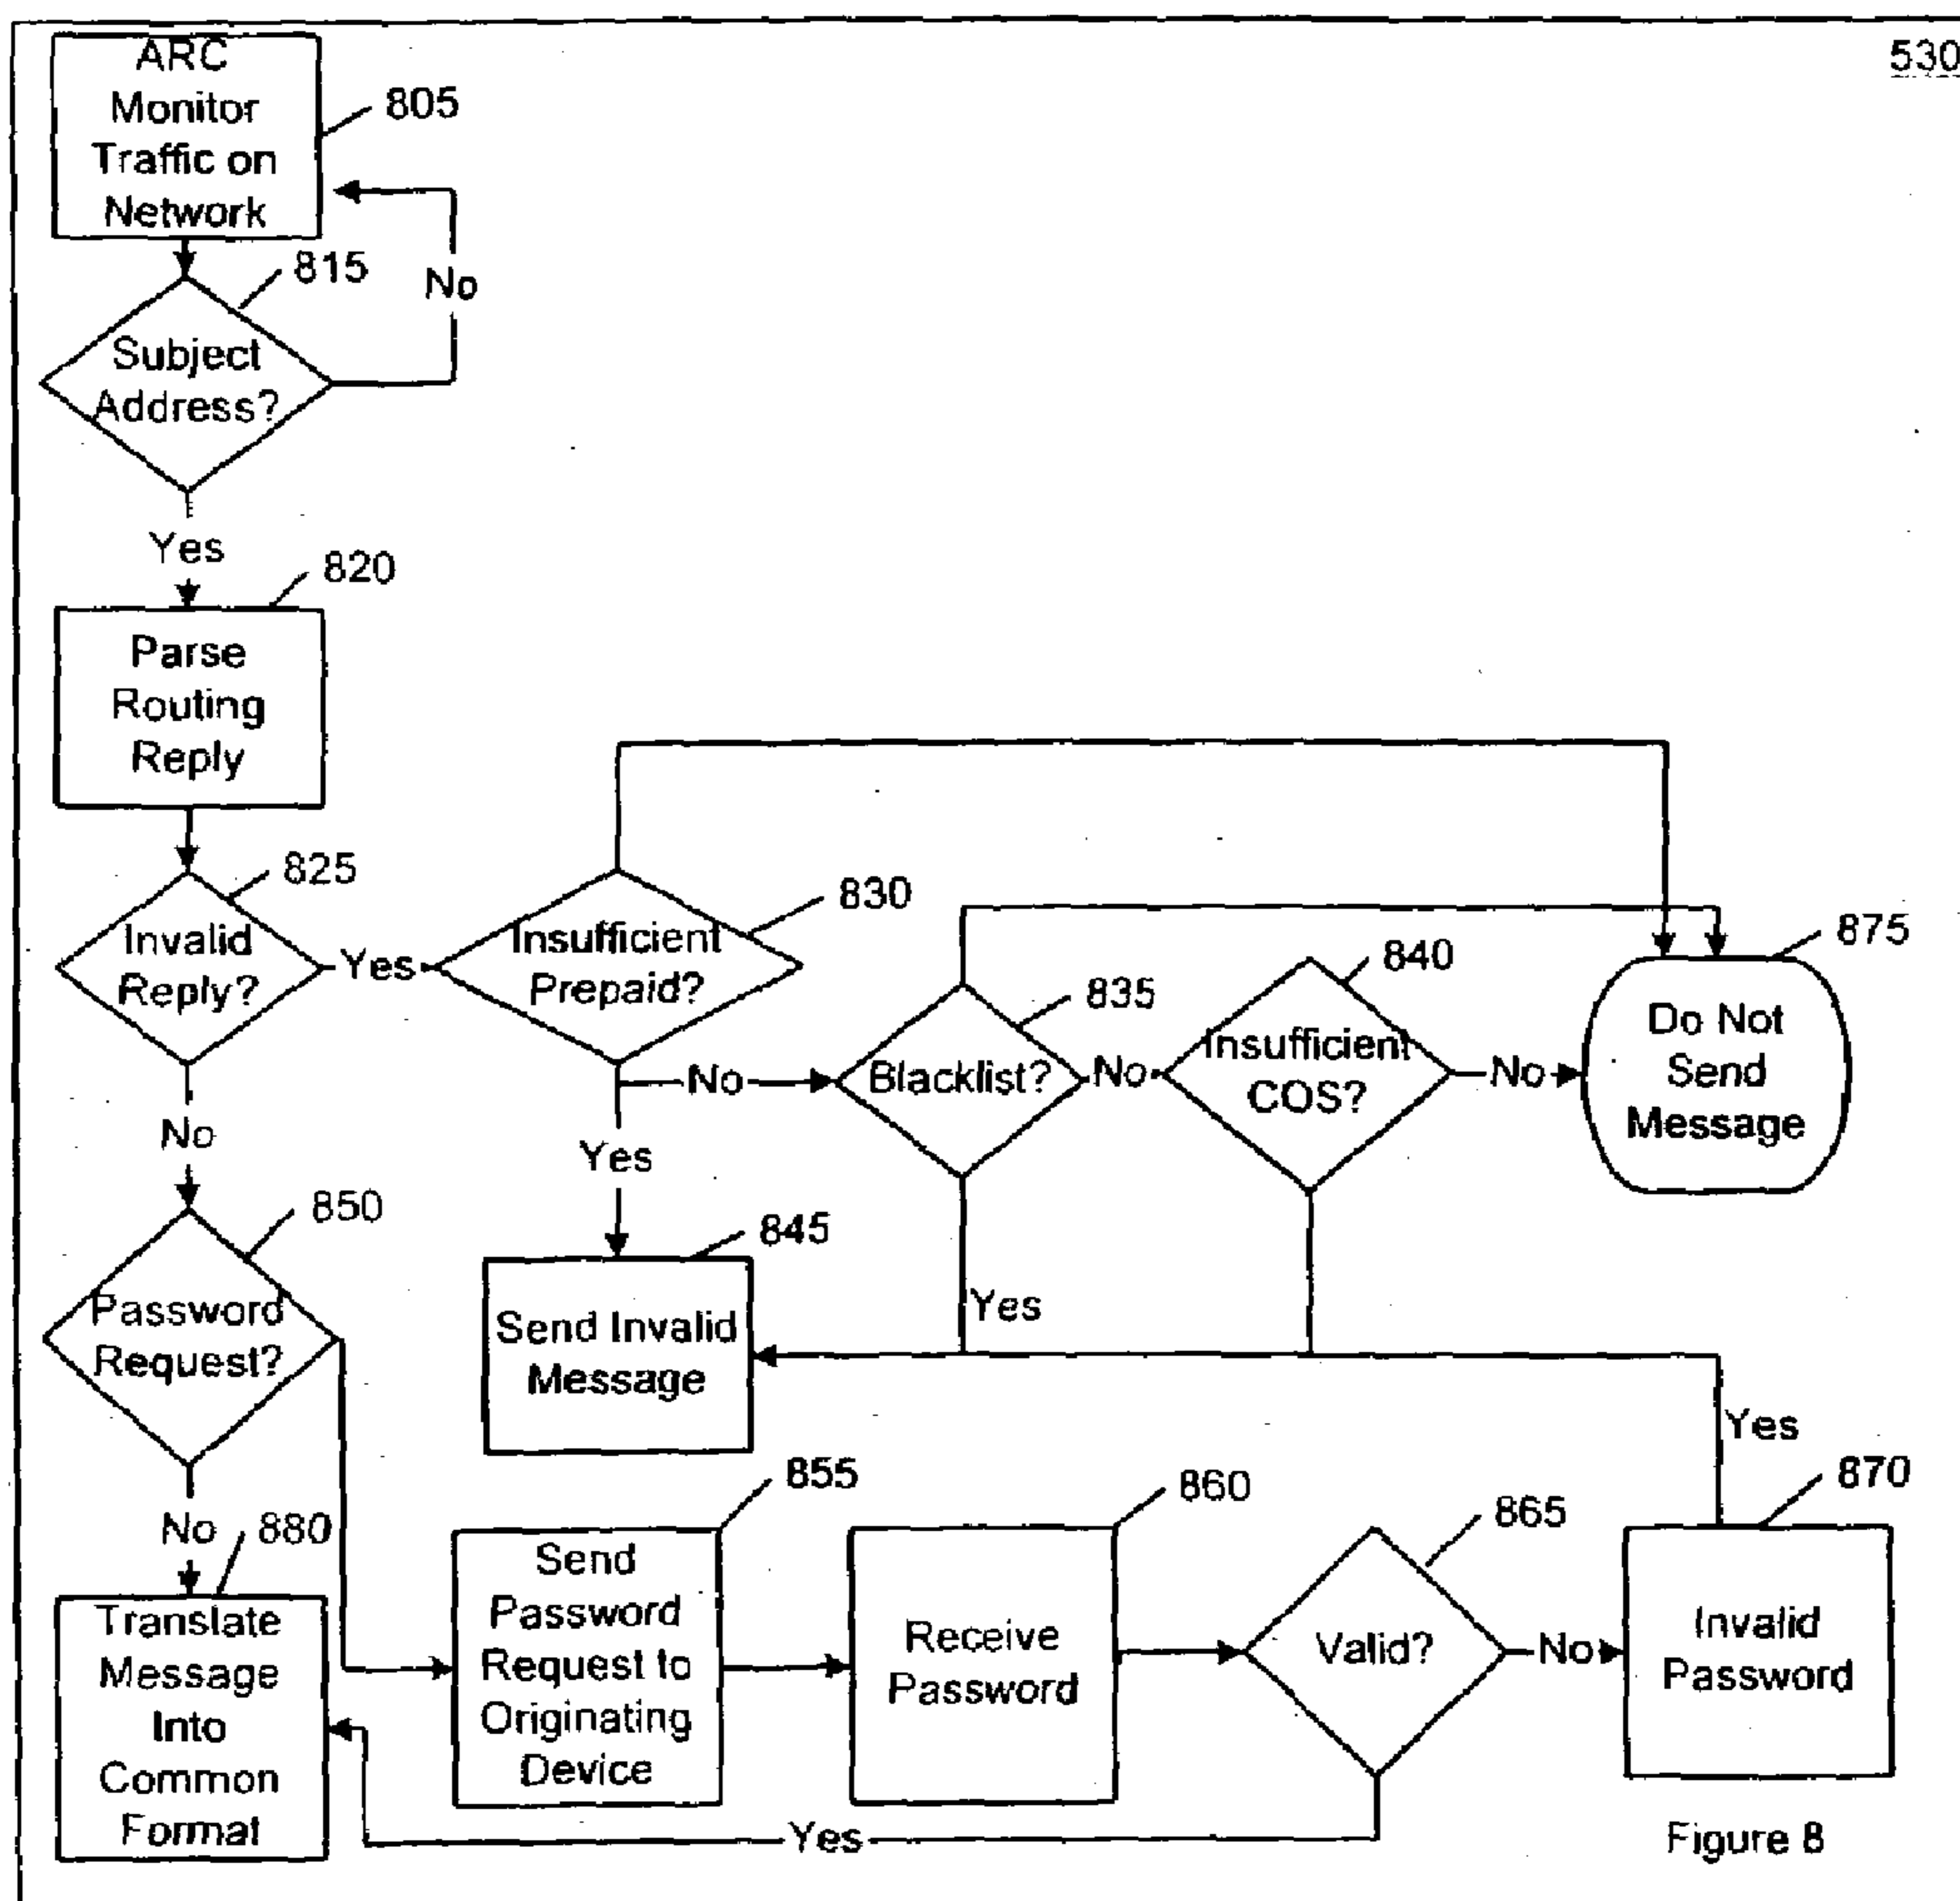 530
ARC
Monitor
Traffic on
Network
805
815
No
Subject
Address?
Yes
820
Parse
Routing
Reply
825
Invalid
Reply?
Yes
830
Insufficient
Prepaid?
835
Blacklist?
No
No
840
Insufficient
COS?
No
875
Do Not
Send
Message
No
Yes
850
Password
Request?
845
Send Invalid
Message
Yes
Yes
No
880
Translate
Message
Into
Common
Format
855
Send
Password
Request to
Originating
Device
860
Receive
Password
865
Valid?
No
870
Invalid
Password
Yes
Figure 8